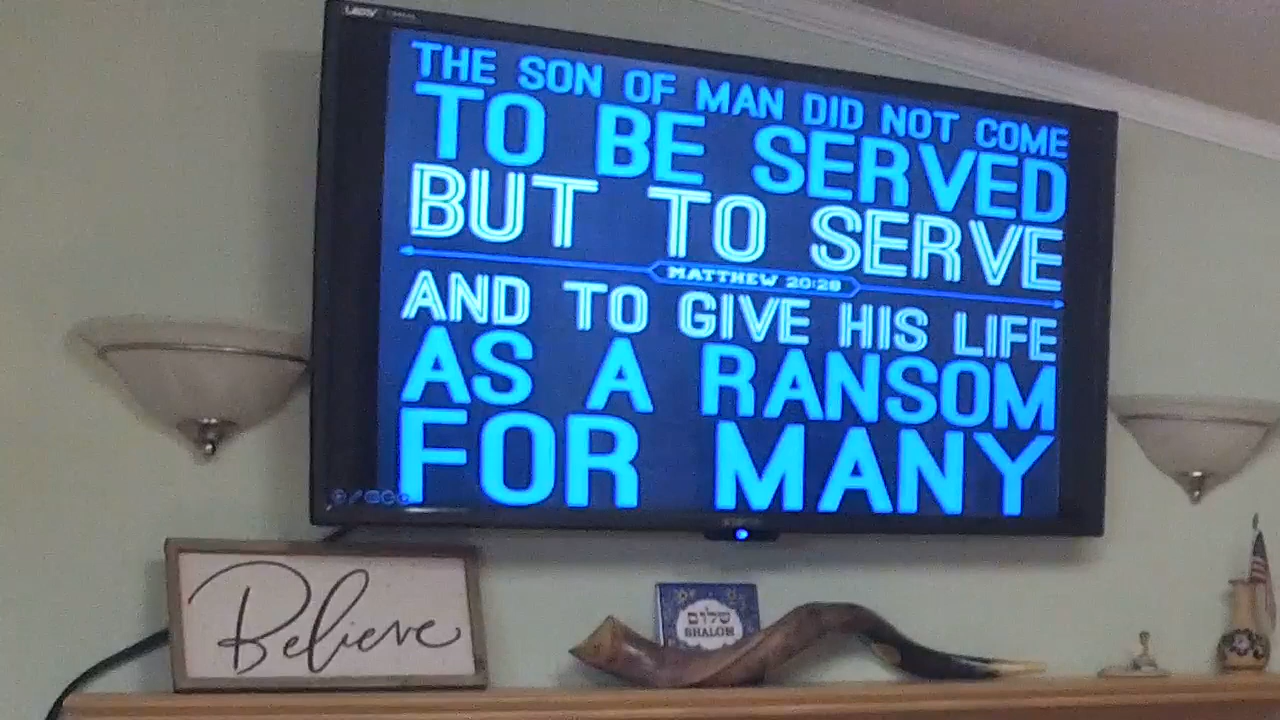 THE SON OF MAN DID NOT COME
TO BE SERVED
BUT TO SERVE
MATTHEW 20:28
AND TO GIVE HIS LIFE
AS A RANSOM
FOR MANY
Believe
שלום
SHALOM